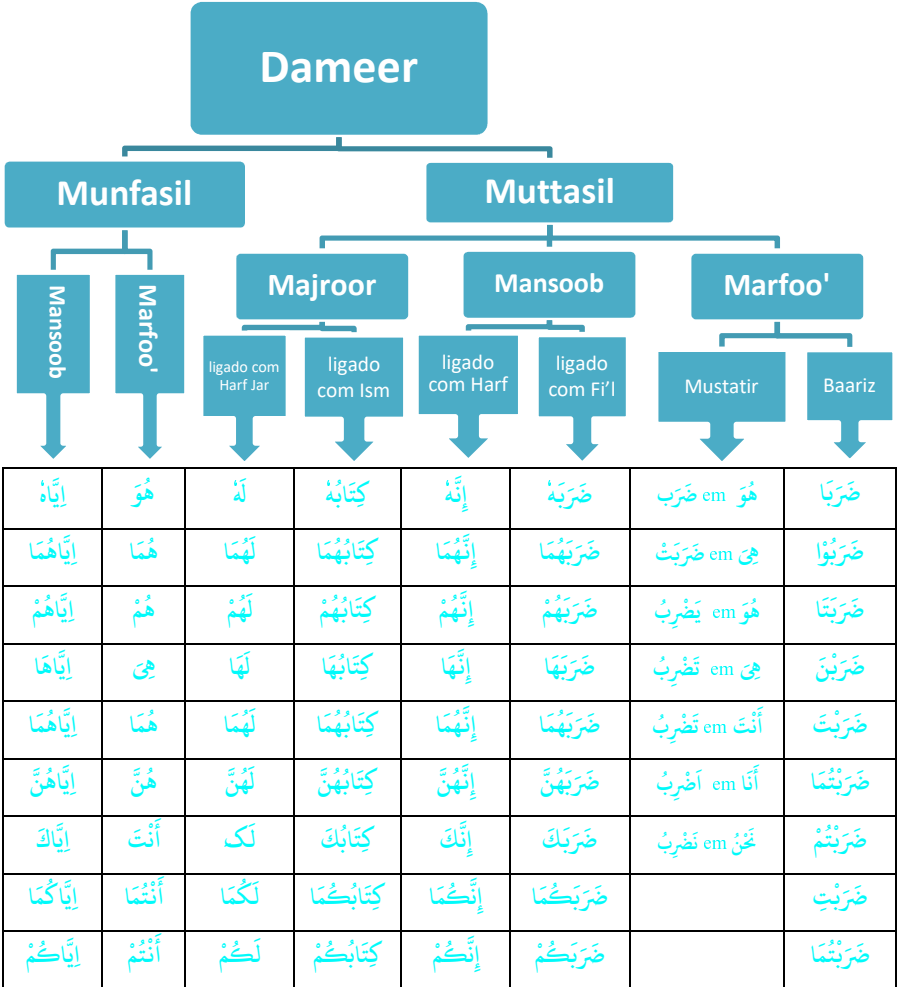 Dameer
Munfasil
Muttasil
Majroor
Mansoob
Marfoo'
Mansoob
Marfoo'
ligado com
Harf Jar
ligado
com Ism
ligado
com Harf
ligado
com Fi'l
Mustatir
Baariz
اِيَّاهُ هُوَ لَهٗ كِتَابُهٗ إِنَّهٗ ضَرَبَهٗ هُوَ em ضَرَب ضَرَبَا
اِيَّاهُمَا هُمَا لَهُمَا كِتَابُهُمَا إِنَّهُمَا ضَرَبَهُمَا هِىَ em ضَرَبَتْ ضَرَبُوْا
اِيَّاهُمْ هُمْ لَهُمْ كِتَابُهُمْ إِنَّهُمْ ضَرَبَهُمْ هُوَ em يَضْرِبُ ضَرَبَتَا
اِيَّاهَا هِىَ لَهَا كِتَابُهَا إِنَّهَا ضَرَبَهَا هِىَ em تَضْرِبُ ضَرَبْنَ
اِيَّاهُمَا هُمَا لَهُمَا كِتَابُهُمَا إِنَّهُمَا ضَرَبَهُمَا أَنْتَ em تَضْرِبُ ضَرَبْتَ
اِيَّاهُنَّ هُنَّ لَهُنَّ كِتَابُهُنَّ إِنَّهُنَّ ضَرَبَهُنَّ أَنَا em اَضْرِبُ ضَرَبْتُمَا
اِيَّاكَ أَنْتَ لَکَ كِتَابُكَ إِنَّكَ ضَرَبَكَ نَحْنُ em نَضْرِبُ ضَرَبْتُمْ
اِيَّاكُمَا أَنْتُمَا لَكُمَا كِتَابُكُمَا إِنَّكُمَا ضَرَبَكُمَا ضَرَبْتِ
اِيَّاكُمْ أَنْتُمْ لَكُمْ كِتَابُكُمْ إِنَّكُمْ ضَرَبَكُمْ ضَرَبْتُمَا